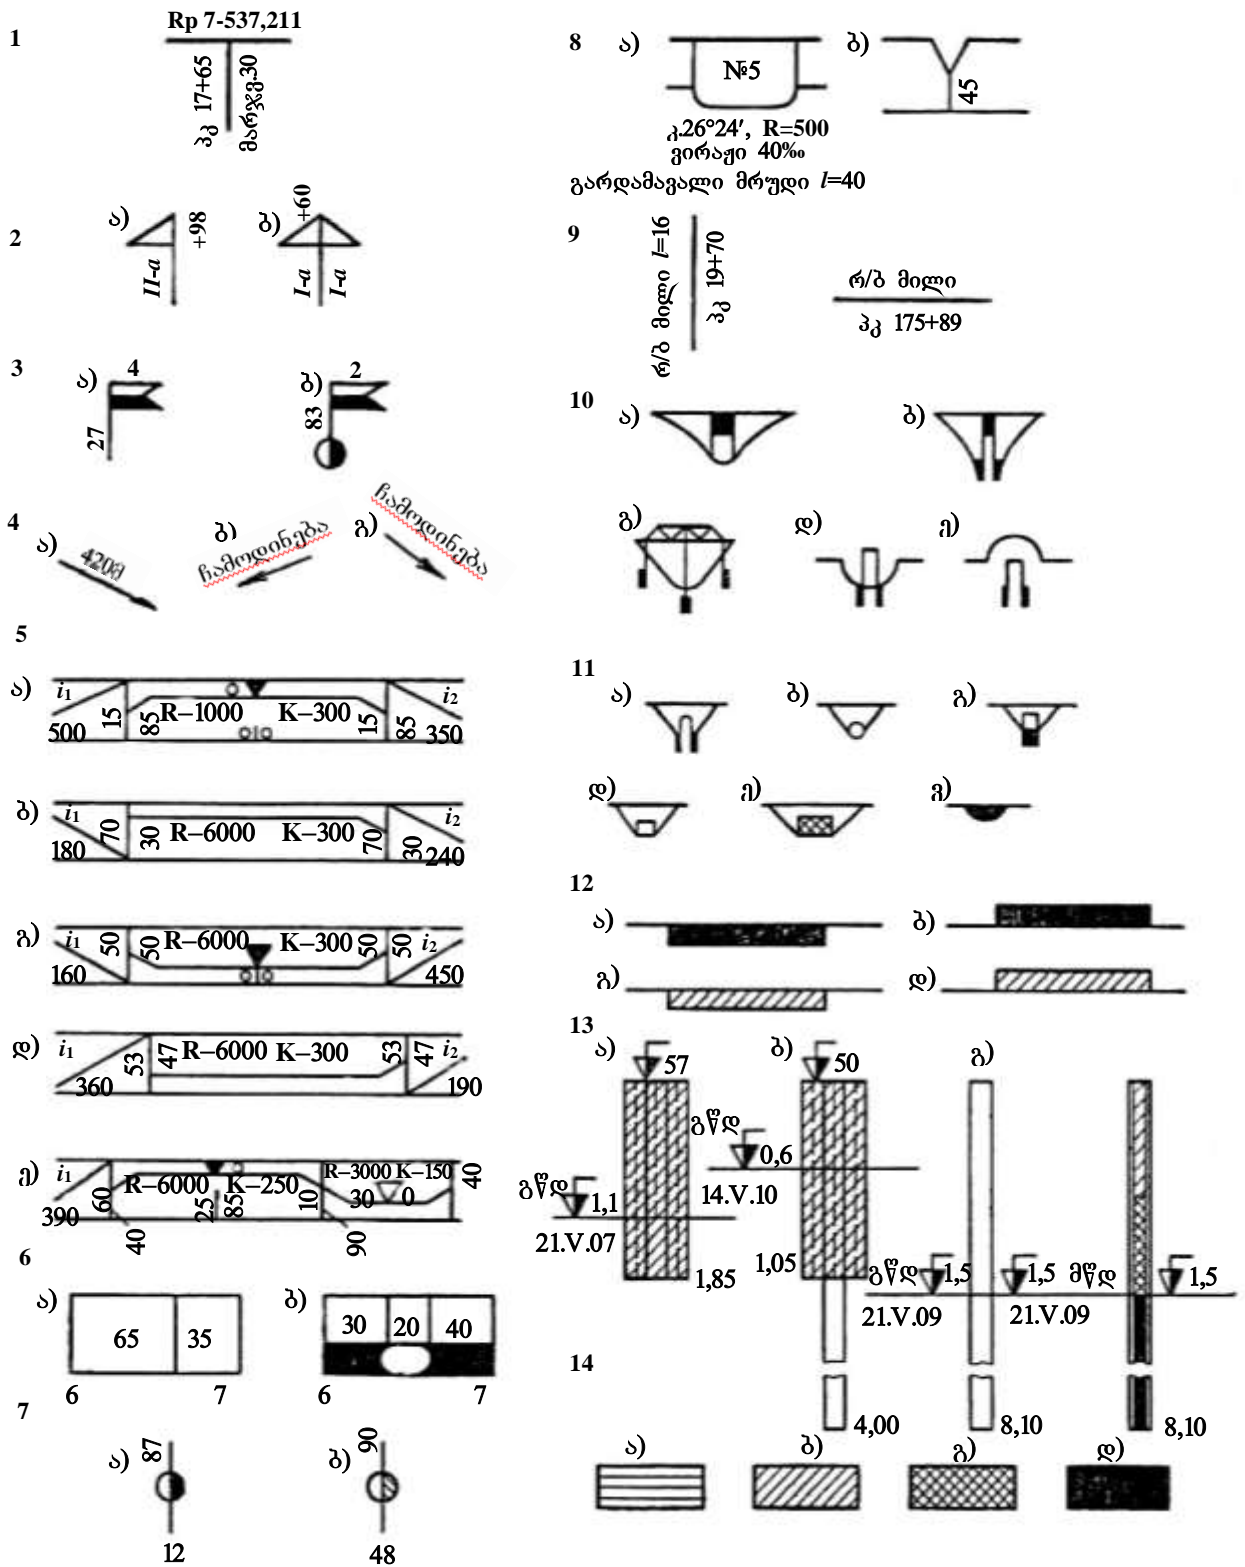 1
Rp 7-537,211
პკ 17+65
მარჯვ.30
2
ა)
II-a
+98
ბ)
+60
I-a
I-a
3
ა)
4
27
ბ)
2
83
4
ა)
420მ
ბ)
ჩამოდინება
გ)
ჩამოდინება
5
ა)
i1
500
15
85
R–1000 K–300
15
85
i2
350
ბ)
i1
180
70
30
R–6000 K–300
70
30
i2
240
გ)
i1
160
50
50
R–6000 K–300
50
50
i2
450
დ)
i1
360
53
47
R–6000 K–300
53
47
i2
190
ე)
i1
390
60
40
R–6000 K–250
25
85
10
90
R–3000 K–150
30
0
40
6
ა)
65
35
6
7
ბ)
30
20
40
6
7
7
ა)
87
12
ბ)
90
48
8
ა)
№5
კ.26°24′, R=500
ვირაჟი 40‰
გარდამავალი მრუდი l=40
ბ)
45
9
რ/ბ მილი l=16
პკ 19+70
რ/ბ მილი
პკ 175+89
10
ა)
ბ)
გ)
დ)
ე)
11
ა)
ბ)
გ)
დ)
ე)
12
ა)
ბ)
გ)
დ)
13
ა)
57
გწდ
1,1
21.V.07
1,85
ბ)
50
გწდ
0,6
14.V.10
1,05
4,00
გ)
გწდ
1,5
21.V.09
1,5
21.V.09
8,10
მწდ
1,5
8,10
14
ა)
ბ)
გ)
დ)